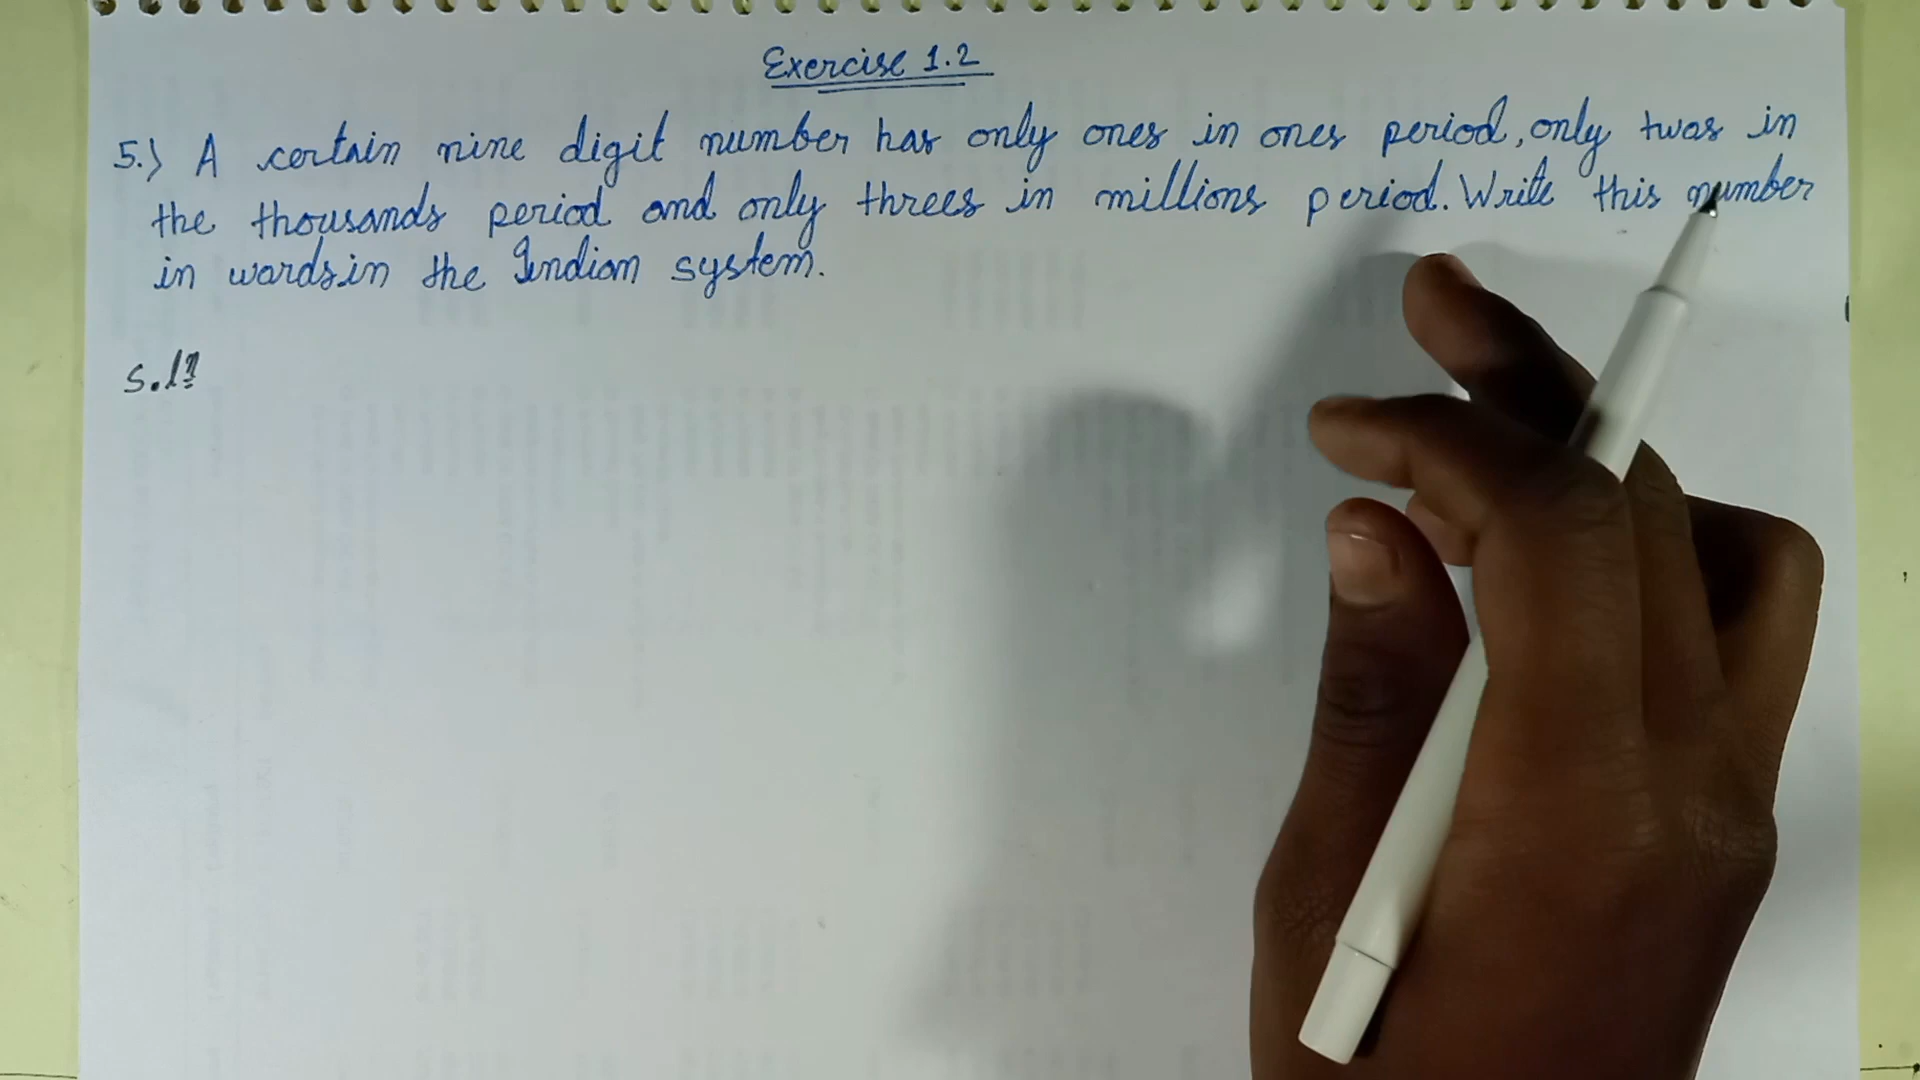 Exercise 1.2
5.) A certain nine digit number has only ones in ones period, only twos in
the thousands period and only threes in millions period. Write this number
in words in the Indian system.
Solⁿ